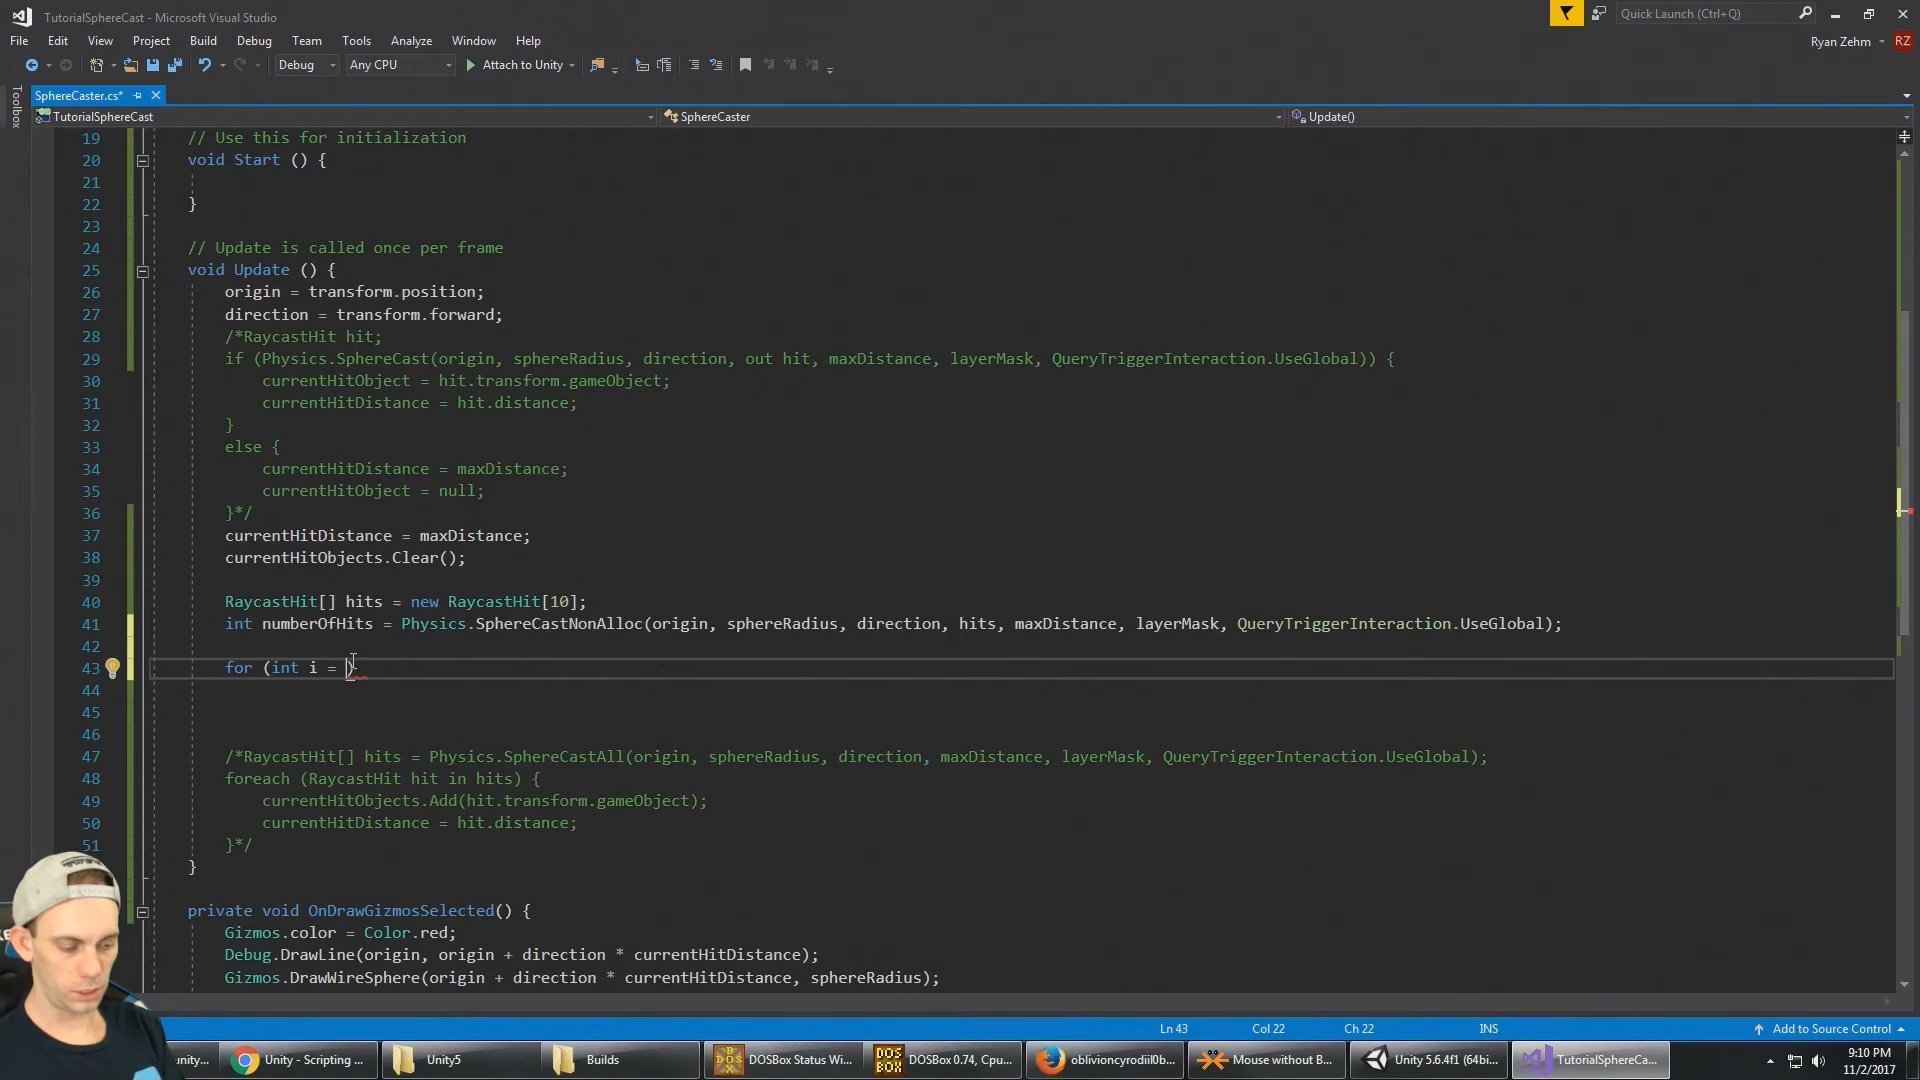 TutorialSphereCast - Microsoft Visual Studio
Quick Launch (Ctrl+Q)
File Edit View Project Build Debug Team Tools Analyze Window Help
Ryan Zehm RZ
Debug Any CPU Attach to Unity
Toolbox
SphereCaster.cs*
TutorialSphereCast SphereCaster Update()
19 // Use this for initialization
20 void Start () {
21
22 }
23
24 // Update is called once per frame
25 void Update () {
26 origin = transform.position;
27 direction = transform.forward;
28 /*RaycastHit hit;
29 if (Physics.SphereCast(origin, sphereRadius, direction, out hit, maxDistance, layerMask, QueryTriggerInteraction.UseGlobal)) {
30 currentHitObject = hit.transform.gameObject;
31 currentHitDistance = hit.distance;
32 }
33 else {
34 currentHitDistance = maxDistance;
35 currentHitObject = null;
36 }*/
37 currentHitDistance = maxDistance;
38 currentHitObjects.Clear();
39
40 RaycastHit[] hits = new RaycastHit[10];
41 int numberOfHits = Physics.SphereCastNonAlloc(origin, sphereRadius, direction, hits, maxDistance, layerMask, QueryTriggerInteraction.UseGlobal);
42
43 for (int i = )
44
45
46
47 /*RaycastHit[] hits = Physics.SphereCastAll(origin, sphereRadius, direction, maxDistance, layerMask, QueryTriggerInteraction.UseGlobal);
48 foreach (RaycastHit hit in hits) {
49 currentHitObjects.Add(hit.transform.gameObject);
50 currentHitDistance = hit.distance;
51 }*/
}
private void OnDrawGizmosSelected() {
Gizmos.color = Color.red;
Debug.DrawLine(origin, origin + direction * currentHitDistance);
Gizmos.DrawWireSphere(origin + direction * currentHitDistance, sphereRadius);
Ln 43 Col 22 Ch 22 INS Add to Source Control
unity... Unity - Scripting ... Unity5 Builds DOSBox Status Wi... DOSBox 0.74, Cpu... oblivioncyrodiil0b... Mouse without B... Unity 5.6.4f1 (64bi... TutorialSphereCa...
9:10 PM
11/2/2017